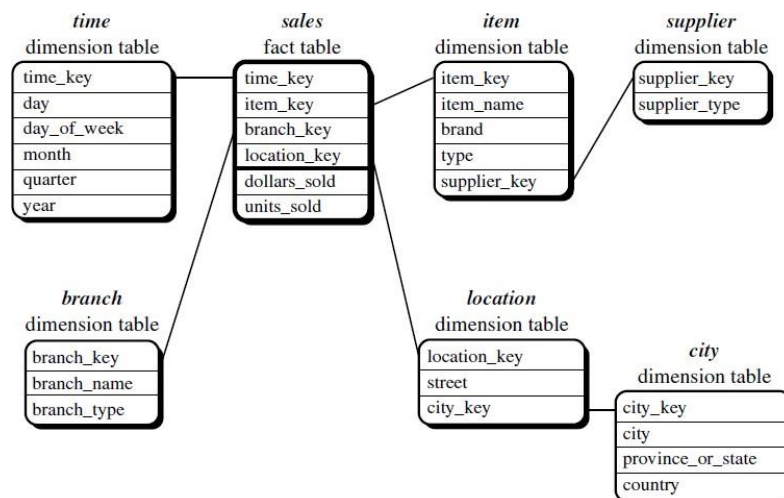 time
dimension table
time_key
day
day_of_week
month
quarter
year
sales
fact table
time_key
item_key
branch_key
location_key
dollars_sold
units_sold
item
dimension table
item_key
item_name
brand
type
supplier_key
supplier
dimension table
supplier_key
supplier_type
branch
dimension table
branch_key
branch_name
branch_type
location
dimension table
location_key
street
city_key
city
dimension table
city_key
city
province_or_state
country